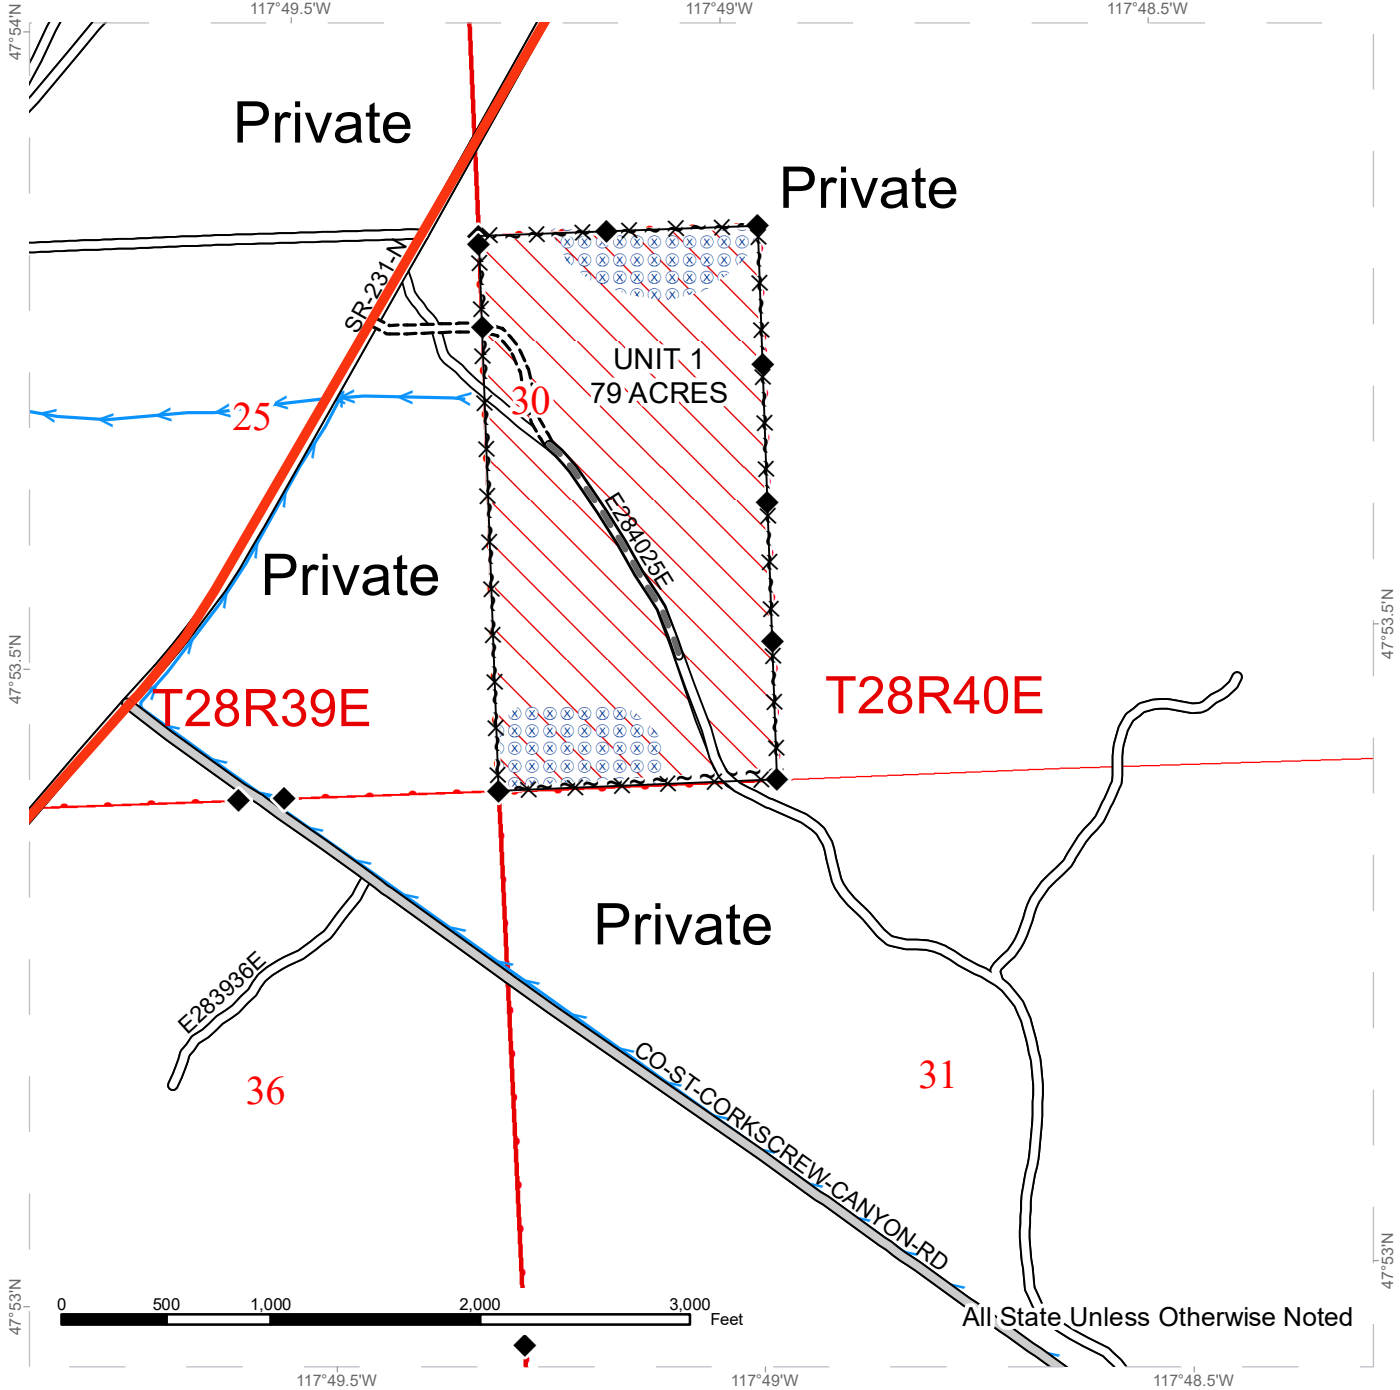 117°49.5'W
117°49'W
117°48.5'W
47°54'N
Private
Private
SR-231-N
UNIT 1
79 ACRES
25
30
E284025E
Private
47°53.5'N
47°53.5'N
T28R39E
T28R40E
Private
E283936E
36
31
CO-ST-CORKSCREW-CANYON-RD
47°53'N
47°53'N
0 500 1,000 2,000 3,000
Feet
All State Unless Otherwise Noted
117°49.5'W
117°49'W
117°48.5'W